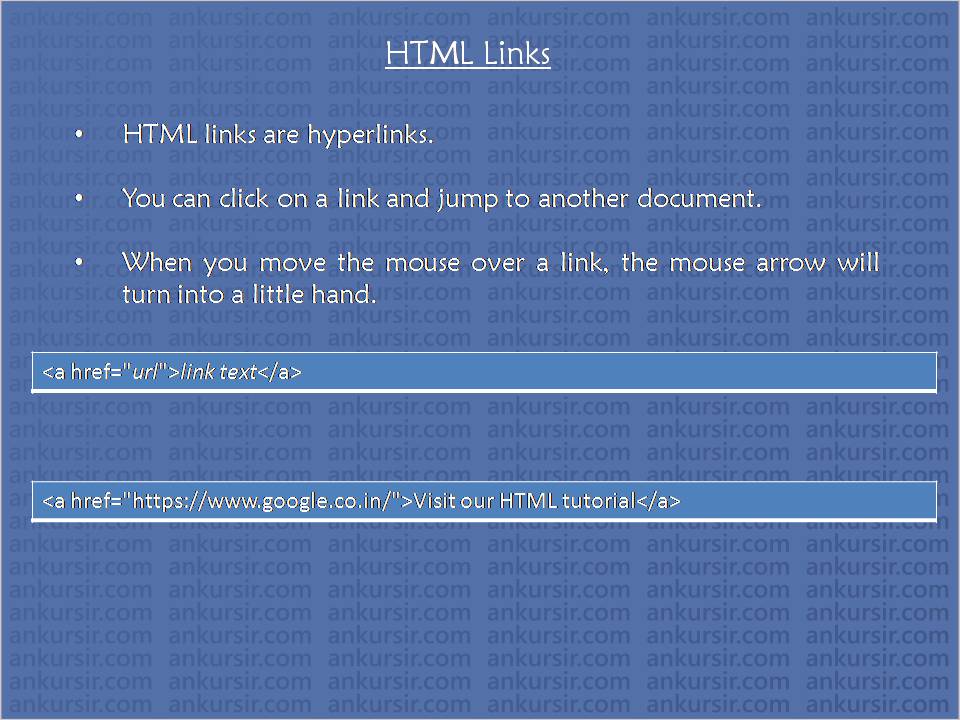 HTML Links
• HTML links are hyperlinks.
• You can click on a link and jump to another document.
• When you move the mouse over a link, the mouse arrow will
turn into a little hand.
<a href="url">link text</a>
<a href="https://www.google.co.in/">Visit our HTML tutorial</a>
ankursir.com